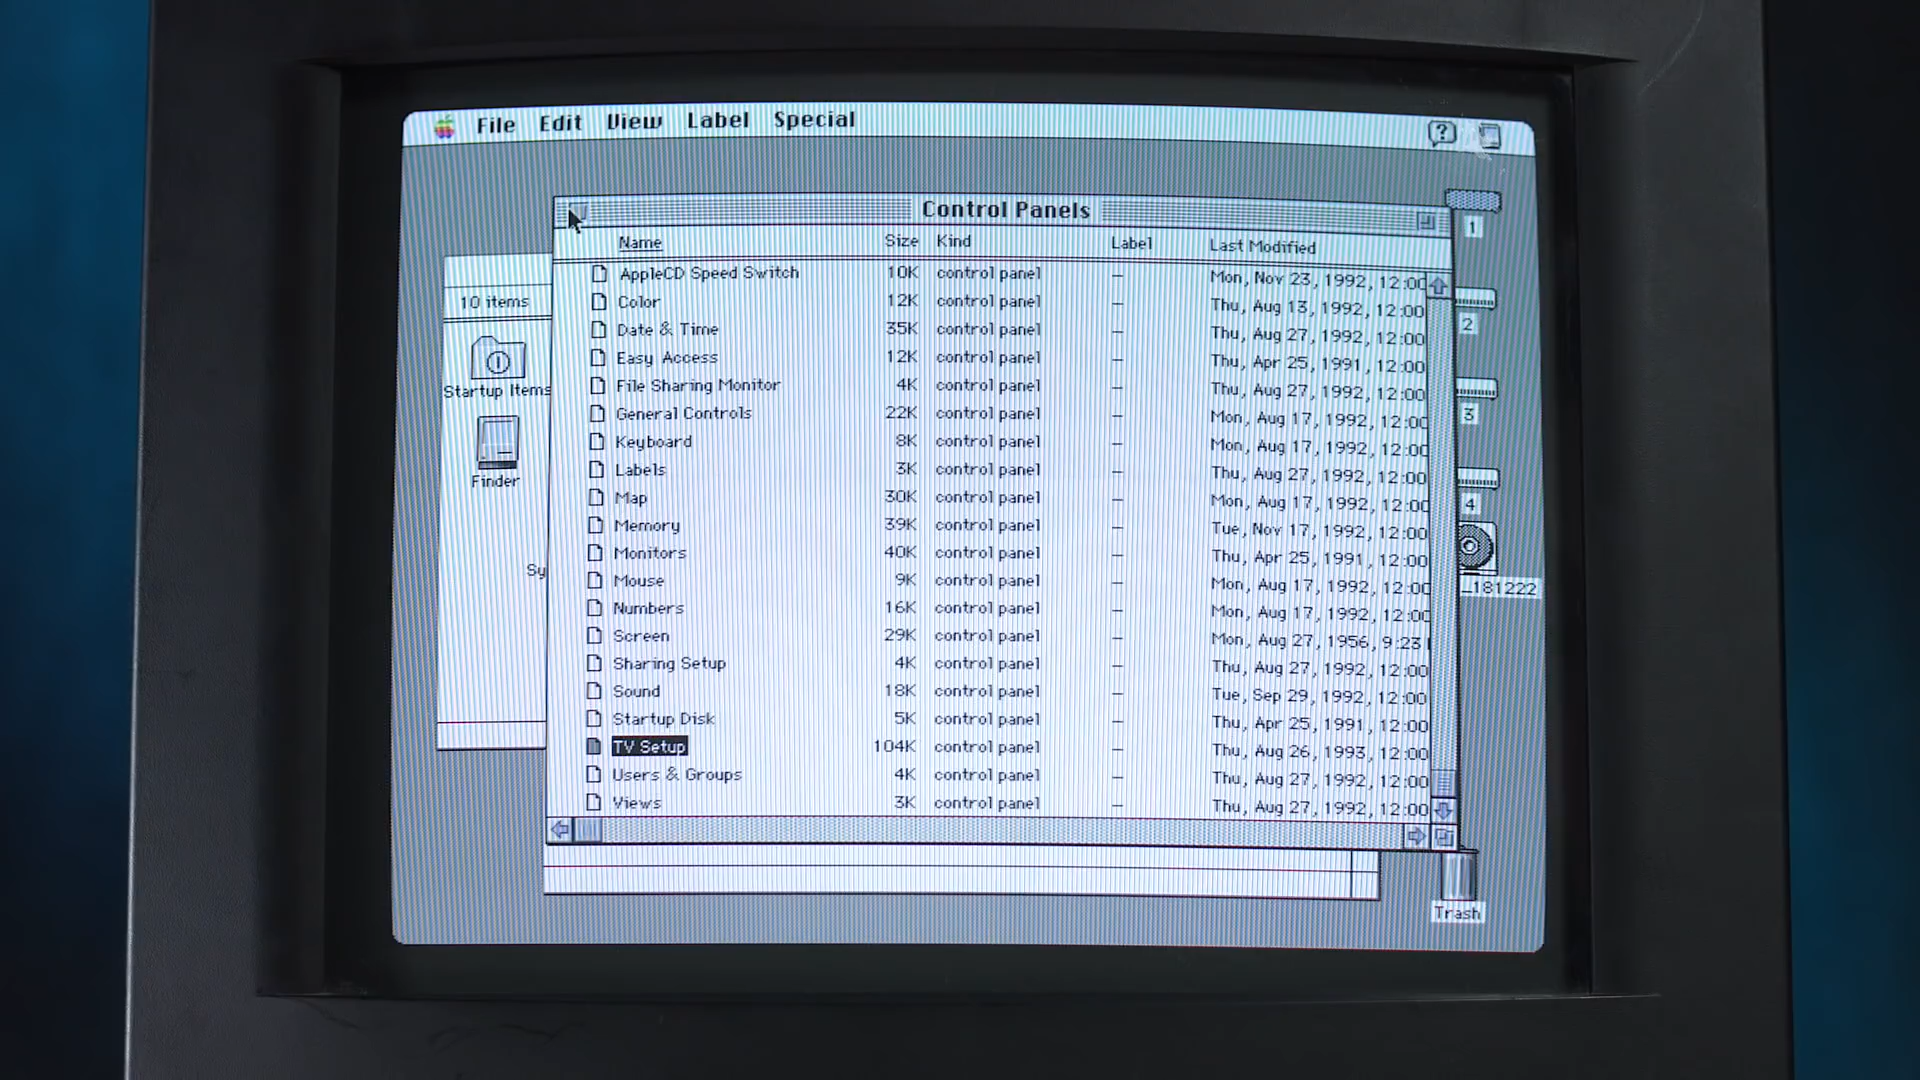 File Edit View Label Special
Control Panels
Name Size Kind Label Last Modified
AppleCD Speed Switch 10K control panel – Mon, Nov 23, 1992, 12:00
Color 12K control panel – Thu, Aug 13, 1992, 12:00
Date & Time 35K control panel – Thu, Aug 27, 1992, 12:00
Easy Access 12K control panel – Thu, Apr 25, 1991, 12:00
File Sharing Monitor 4K control panel – Thu, Aug 27, 1992, 12:00
General Controls 22K control panel – Mon, Aug 17, 1992, 12:00
Keyboard 8K control panel – Mon, Aug 17, 1992, 12:00
Labels 3K control panel – Thu, Aug 27, 1992, 12:00
Map 30K control panel – Mon, Aug 17, 1992, 12:00
Memory 39K control panel – Tue, Nov 17, 1992, 12:00
Monitors 40K control panel – Thu, Apr 25, 1991, 12:00
Mouse 9K control panel – Mon, Aug 17, 1992, 12:00
Numbers 16K control panel – Mon, Aug 17, 1992, 12:00
Screen 29K control panel – Mon, Aug 27, 1956, 9:23
Sharing Setup 4K control panel – Thu, Aug 27, 1992, 12:00
Sound 18K control panel – Tue, Sep 29, 1992, 12:00
Startup Disk 5K control panel – Thu, Apr 25, 1991, 12:00
TV Setup 104K control panel – Thu, Aug 26, 1993, 12:00
Users & Groups 4K control panel – Thu, Aug 27, 1992, 12:00
Views 3K control panel – Thu, Aug 27, 1992, 12:00
10 items
Startup Items
Finder
Sy
1
2
3
4
_181222
Trash